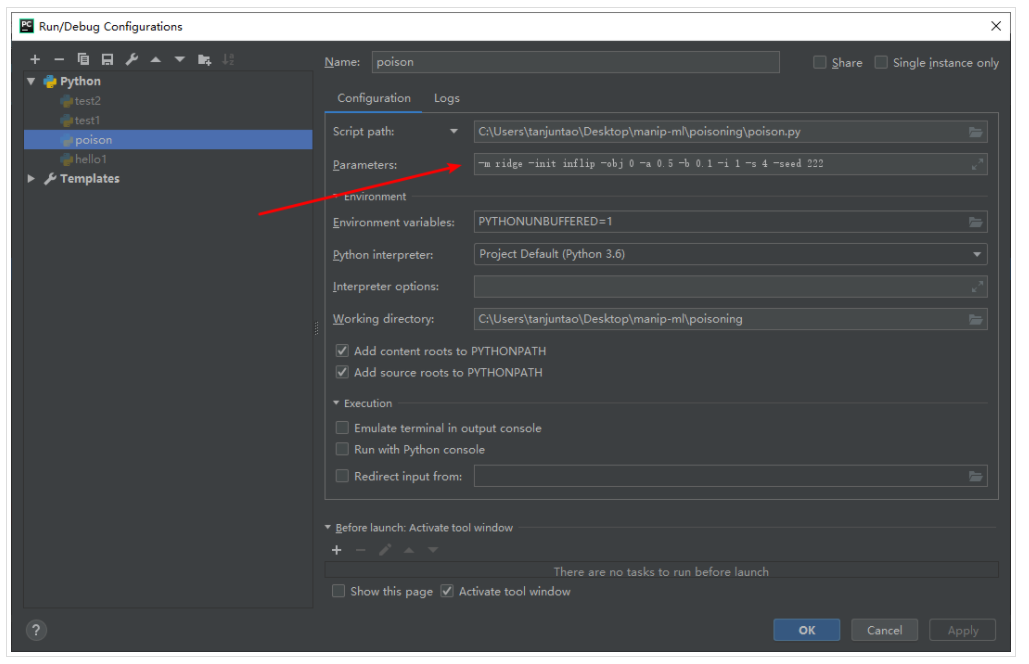 PC Run/Debug Configurations
Name: poison Share Single instance only
Python
test2
test1
poison
hello1
Templates
Configuration Logs
Script path: C:\Users\tanjuntao\Desktop\manip-ml\poisoning\poison.py
Parameters: -m ridge -init inflip -obj 0 -a 0.5 -b 0.1 -i 1 -s 4 -seed 222
Environment
Environment variables: PYTHONUNBUFFERED=1
Python interpreter: Project Default (Python 3.6)
Interpreter options:
Working directory: C:\Users\tanjuntao\Desktop\manip-ml\poisoning
Add content roots to PYTHONPATH
Add source roots to PYTHONPATH
Execution
Emulate terminal in output console
Run with Python console
Redirect input from:
Before launch: Activate tool window
There are no tasks to run before launch
Show this page Activate tool window
? OK Cancel Apply